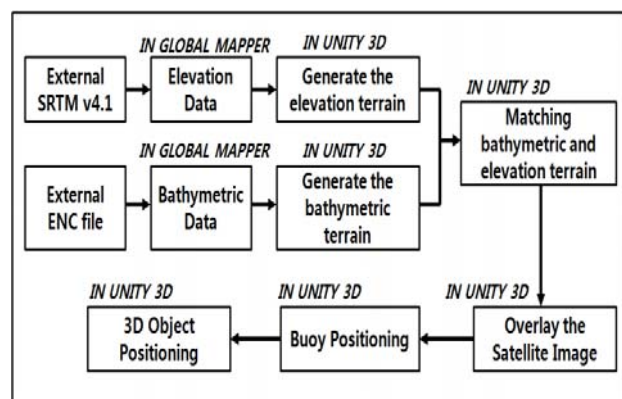 IN GLOBAL MAPPER
IN UNITY 3D
External
SRTM v4.1
Elevation
Data
Generate the
elevation terrain
IN UNITY 3D
Matching
bathymetric and
elevation terrain
IN GLOBAL MAPPER
IN UNITY 3D
External
ENC file
Bathymetric
Data
Generate the
bathymetric
terrain
IN UNITY 3D
IN UNITY 3D
IN UNITY 3D
3D Object
Positioning
Buoy Positioning
Overlay the
Satellite Image